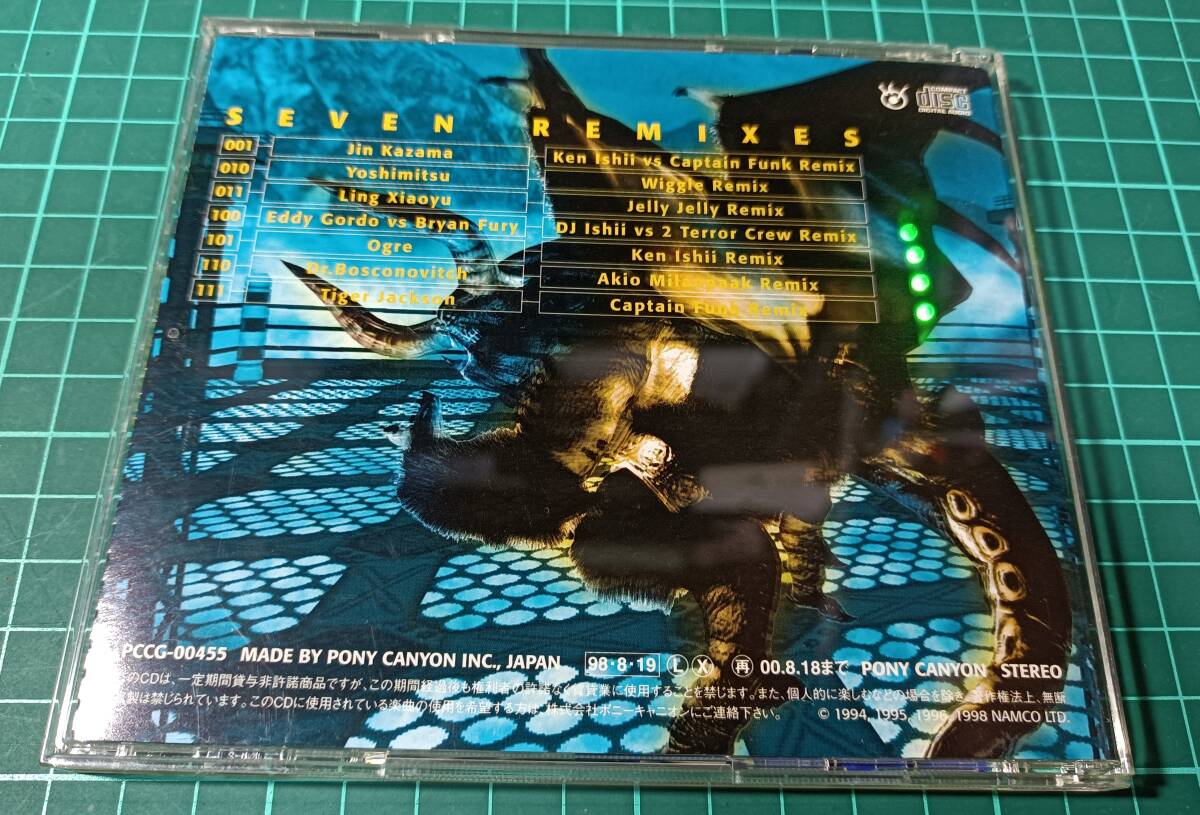 COMPACT
disc
DIGITAL AUDIO
SEVEN REMIXES
001 Jin Kazama Ken Ishii vs Captain Funk Remix
010 Yoshimitsu Wiggle Remix
011 Ling Xiaoyu Jelly Jelly Remix
100 Eddy Gordo vs Bryan Fury DJ Ishii vs 2 Terror Crew Remix
101 Ogre Ken Ishii Remix
110 Dr.Bosconovitch Akio Milan Remix
111 Tiger Jackson Captain Funk Remix
PCCG-00455 MADE BY PONY CANYON INC., JAPAN 98・8・19 L X 再 00.8.18まで PONY CANYON STEREO
のCDは、一定期間貸与非許諾商品ですが、この期間経過後も権利者の許諾なく賃貸業に使用することを禁じます。また、個人的に楽しむなどの場合を除き、著作権法上、無断
複製は禁じられています。このCDに使用されている楽曲の使用を希望する方は、株式会社ポニーキャニオンにご連絡下さい。 © 1994, 1995, 1996, 1998 NAMCO LTD.